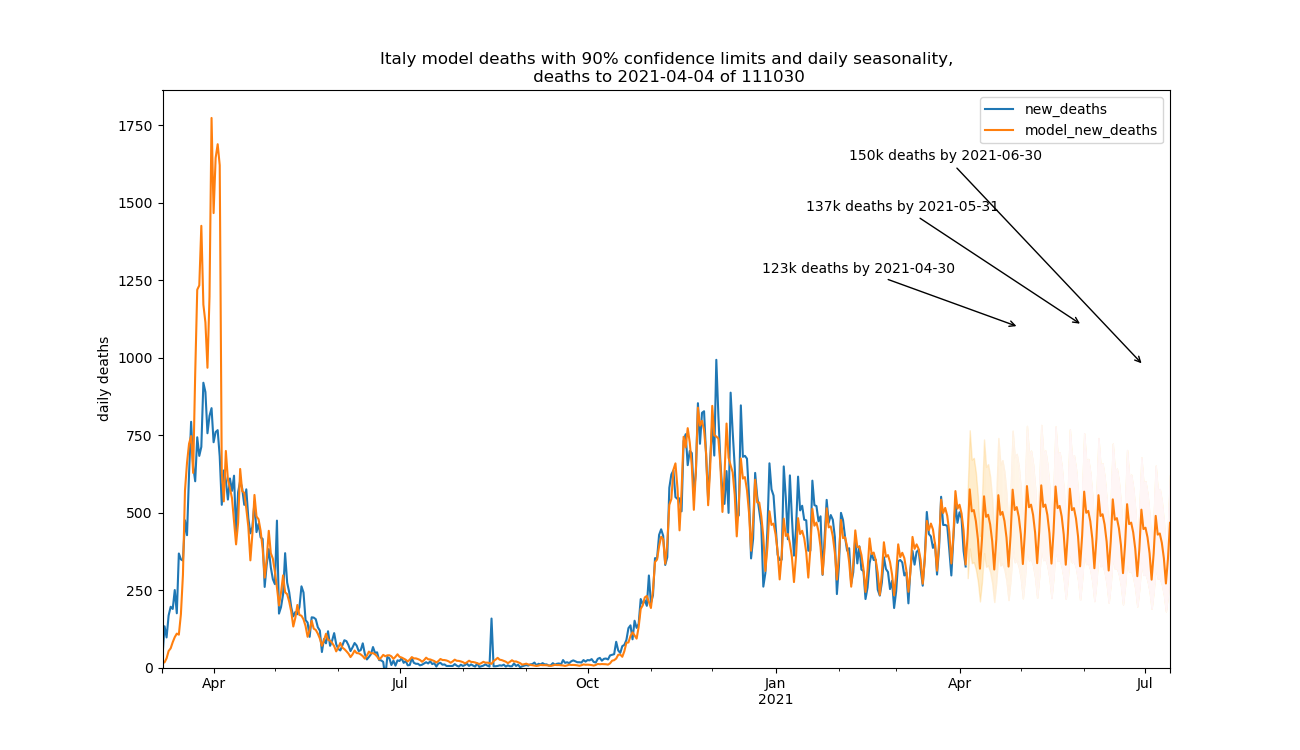 Italy model deaths with 90% confidence limits and daily seasonality,
deaths to 2021-04-04 of 111030
new_deaths
model_new_deaths
150k deaths by 2021-06-30
137k deaths by 2021-05-31
123k deaths by 2021-04-30
daily deaths
1750
1500
1250
1000
750
500
250
0
Apr
Jul
Oct
Jan
2021
Apr
Jul